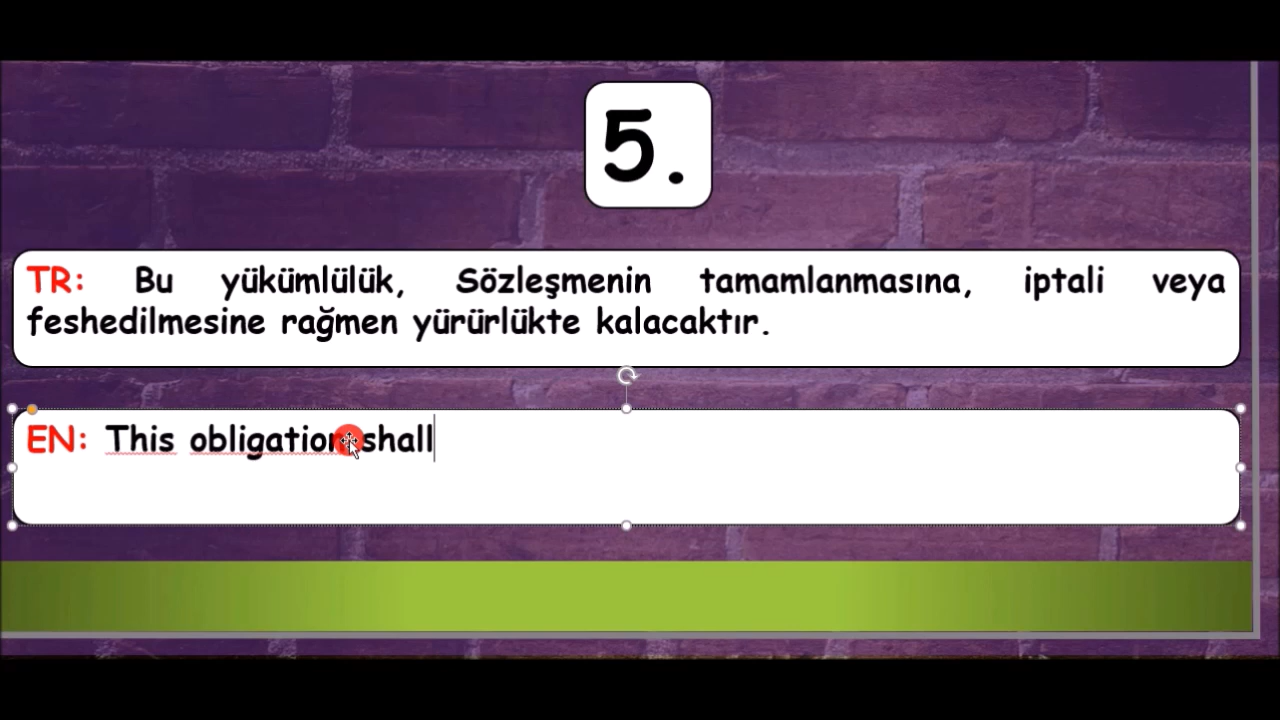 5.
TR: Bu yükümlülük, Sözleşmenin tamamlanmasına, iptali veya
feshedilmesine rağmen yürürlükte kalacaktır.
EN: This obligation shall